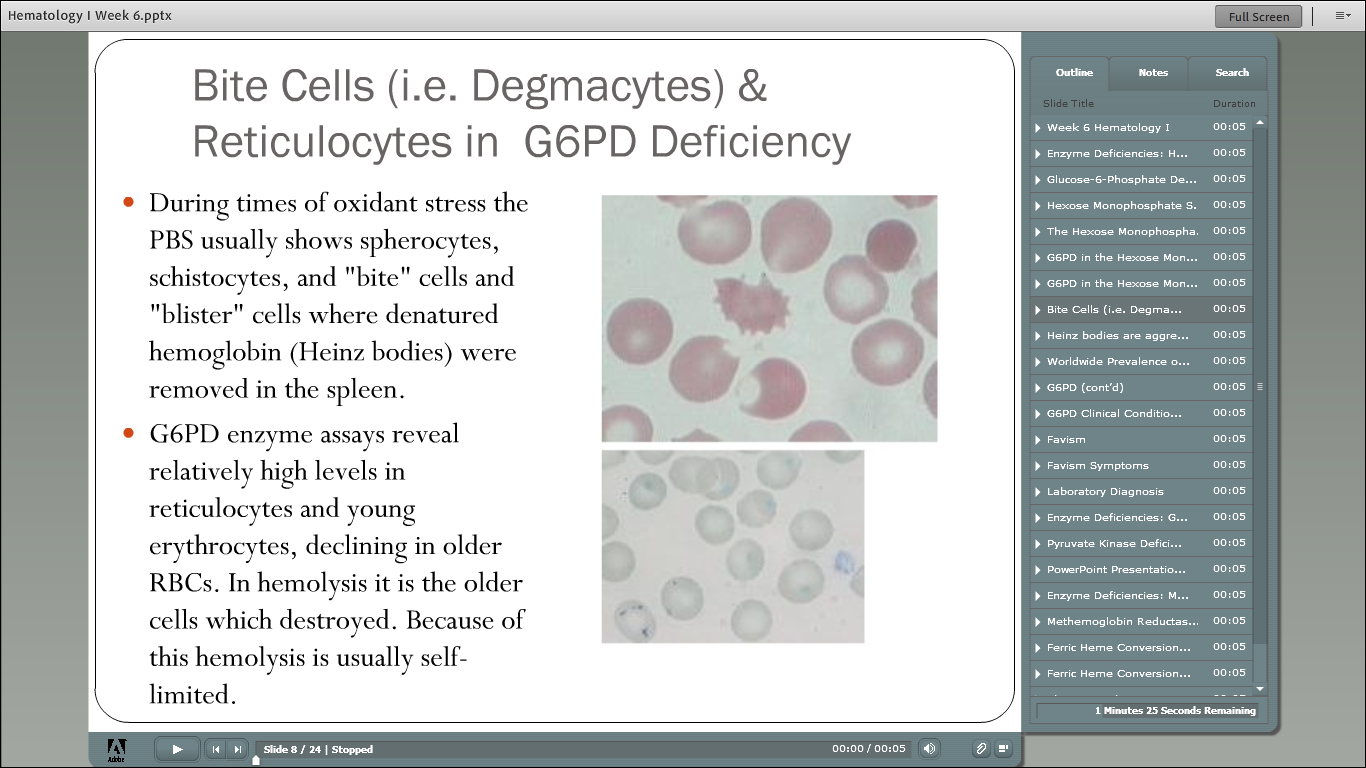 Hematology I Week 6.pptx
Full Screen
Bite Cells (i.e. Degmacytes) &
Reticulocytes in  G6PD Deficiency
During times of oxidant stress the
PBS usually shows spherocytes,
schistocytes, and "bite" cells and
"blister" cells where denatured
hemoglobin (Heinz bodies) were
removed in the spleen.
G6PD enzyme assays reveal
relatively high levels in
reticulocytes and young
erythrocytes, declining in older
RBCs. In hemolysis it is the older
cells which destroyed. Because of
this hemolysis is usually self-
limited.
Outline Notes Search
Slide Title Duration
Week 6 Hematology I 00:05
Enzyme Deficiencies: H... 00:05
Glucose-6-Phosphate De... 00:05
Hexose Monophosphate S. 00:05
The Hexose Monophospha. 00:05
G6PD in the Hexose Mon... 00:05
G6PD in the Hexose Mon... 00:05
Bite Cells (i.e. Degma... 00:05
Heinz bodies are aggre... 00:05
Worldwide Prevalence o... 00:05
G6PD (cont'd) 00:05
G6PD Clinical Conditio... 00:05
Favism 00:05
Favism Symptoms 00:05
Laboratory Diagnosis 00:05
Enzyme Deficiencies: G... 00:05
Pyruvate Kinase Defici... 00:05
PowerPoint Presentatio... 00:05
Enzyme Deficiencies: M... 00:05
Methemoglobin Reductas... 00:05
Ferric Heme Conversion... 00:05
Ferric Heme Conversion... 00:05
1 Minutes 25 Seconds Remaining
Adobe
Slide 8 / 24 | Stopped
00:00 / 00:05